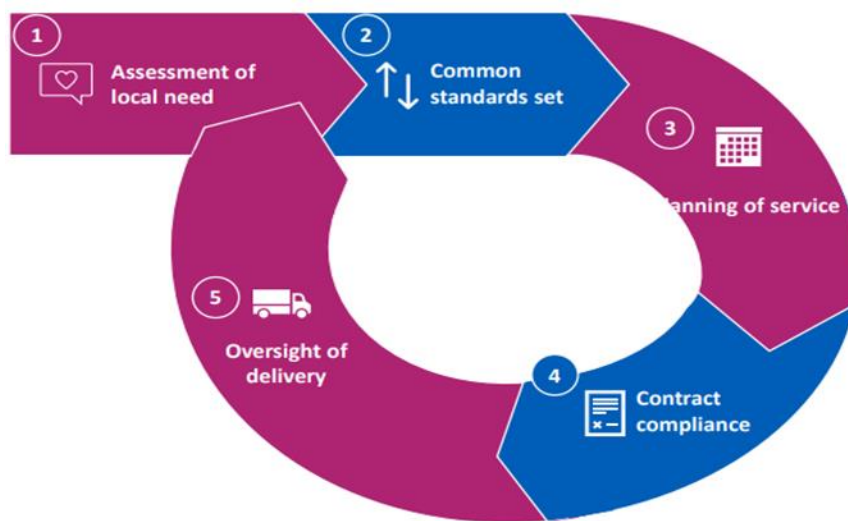 1
Assessment of
local need
2
Common
standards set
3
lanning of service
4
Contract
compliance
5
Oversight of
delivery